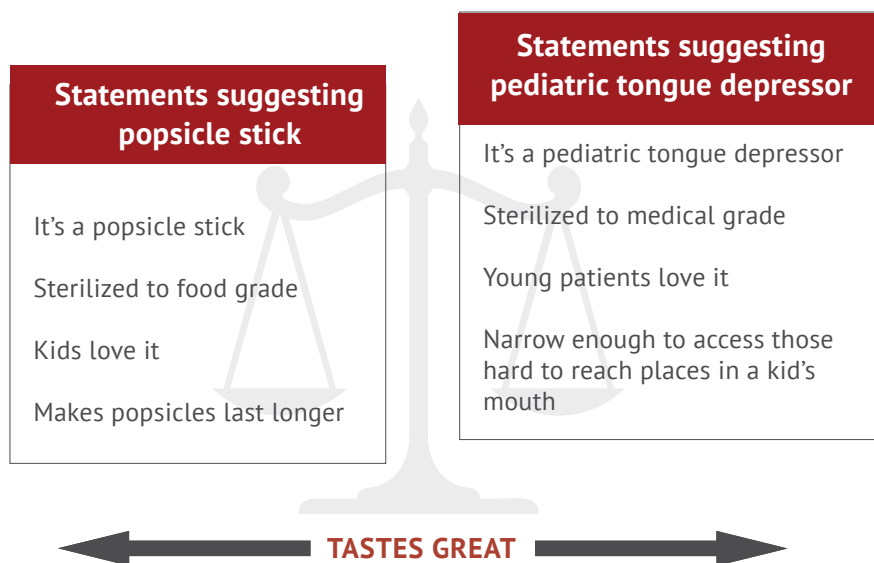 Statements suggesting
popsicle stick
It's a popsicle stick
Sterilized to food grade
Kids love it
Makes popsicles last longer
Statements suggesting
pediatric tongue depressor
It's a pediatric tongue depressor
Sterilized to medical grade
Young patients love it
Narrow enough to access those
hard to reach places in a kid's
mouth
TASTES GREAT